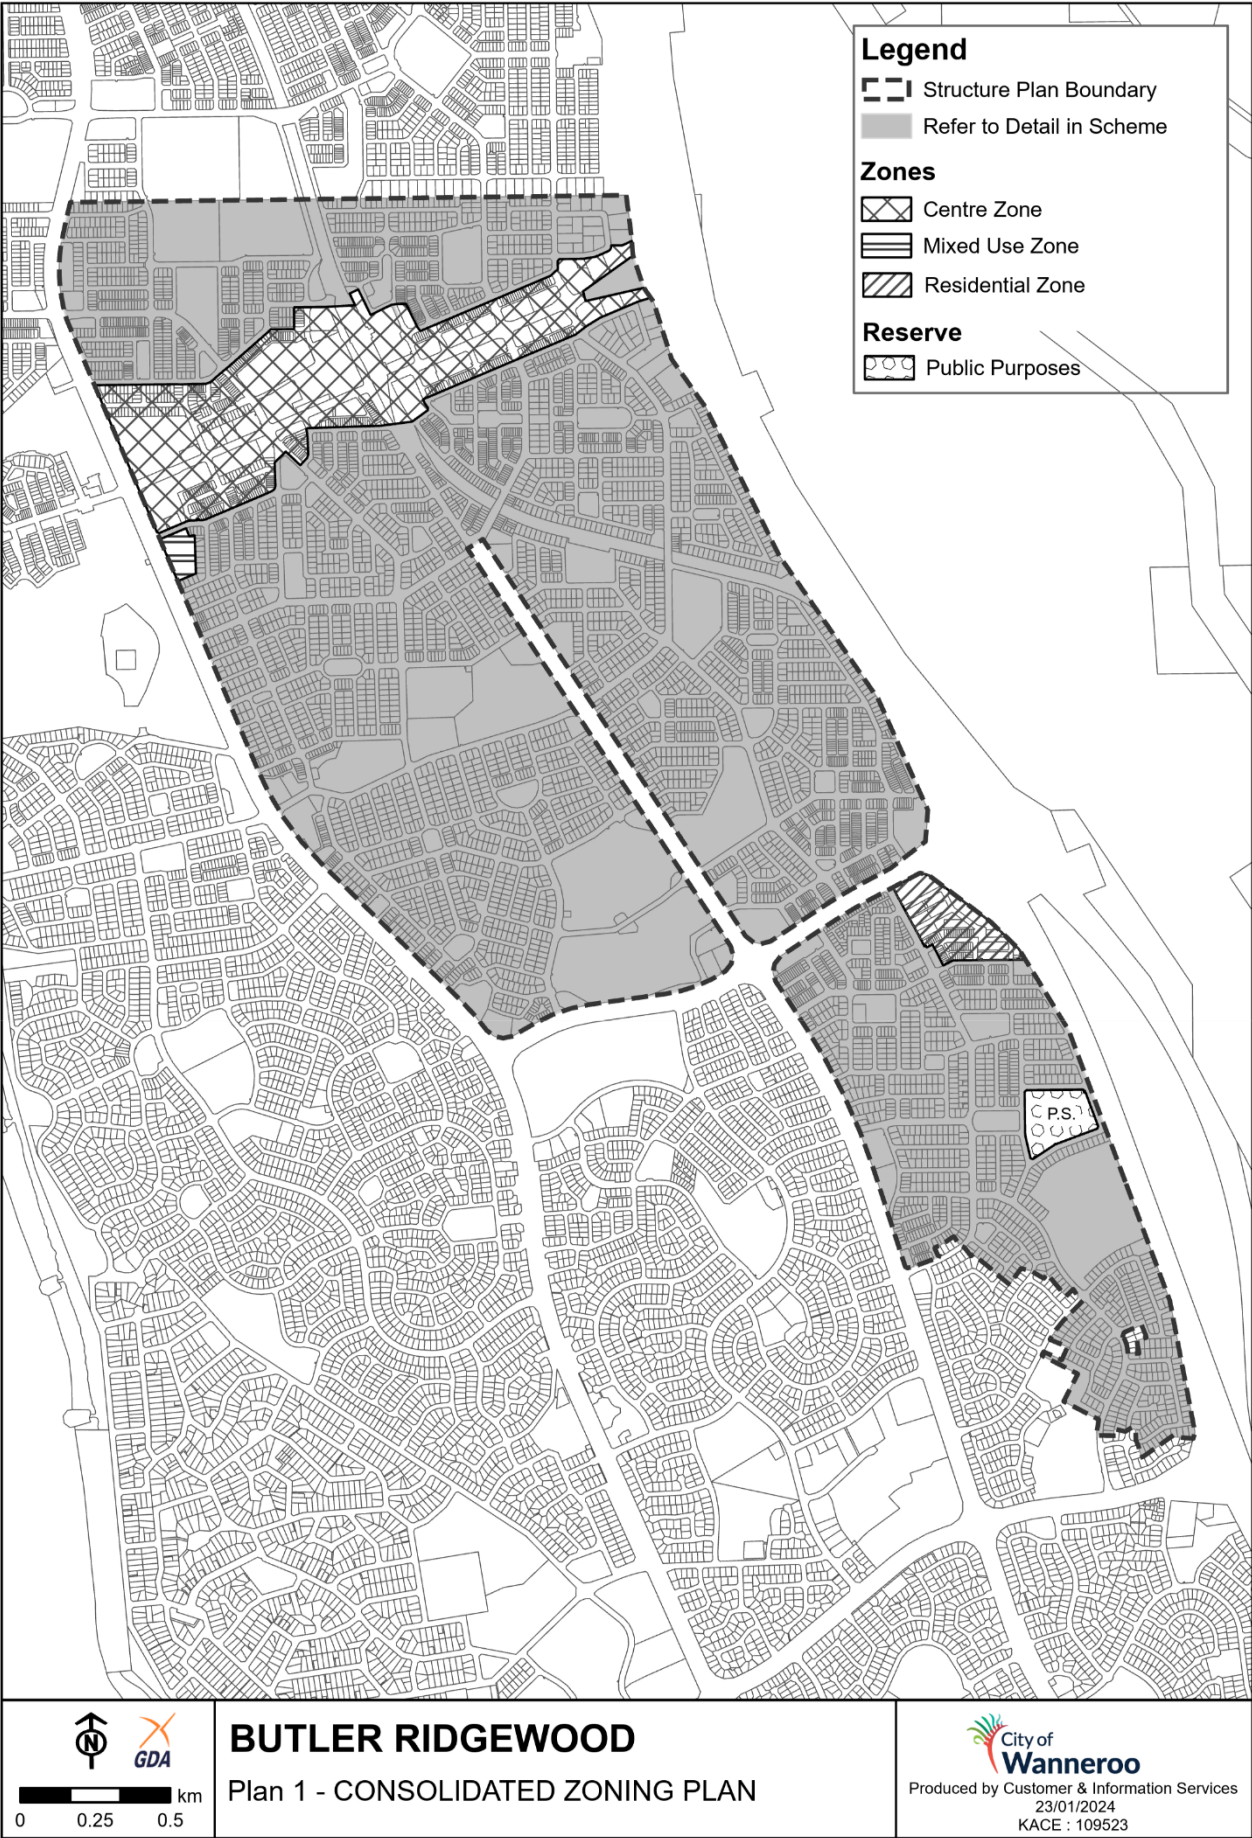 Legend
Structure Plan Boundary
Refer to Detail in Scheme
Zones
Centre Zone
Mixed Use Zone
Residential Zone
Reserve
Public Purposes
P.S.
N
GDA
km
0 0.25 0.5
BUTLER RIDGEWOOD
Plan 1 - CONSOLIDATED ZONING PLAN
City of
Wanneroo
Produced by Customer & Information Services
23/01/2024
KACE : 109523